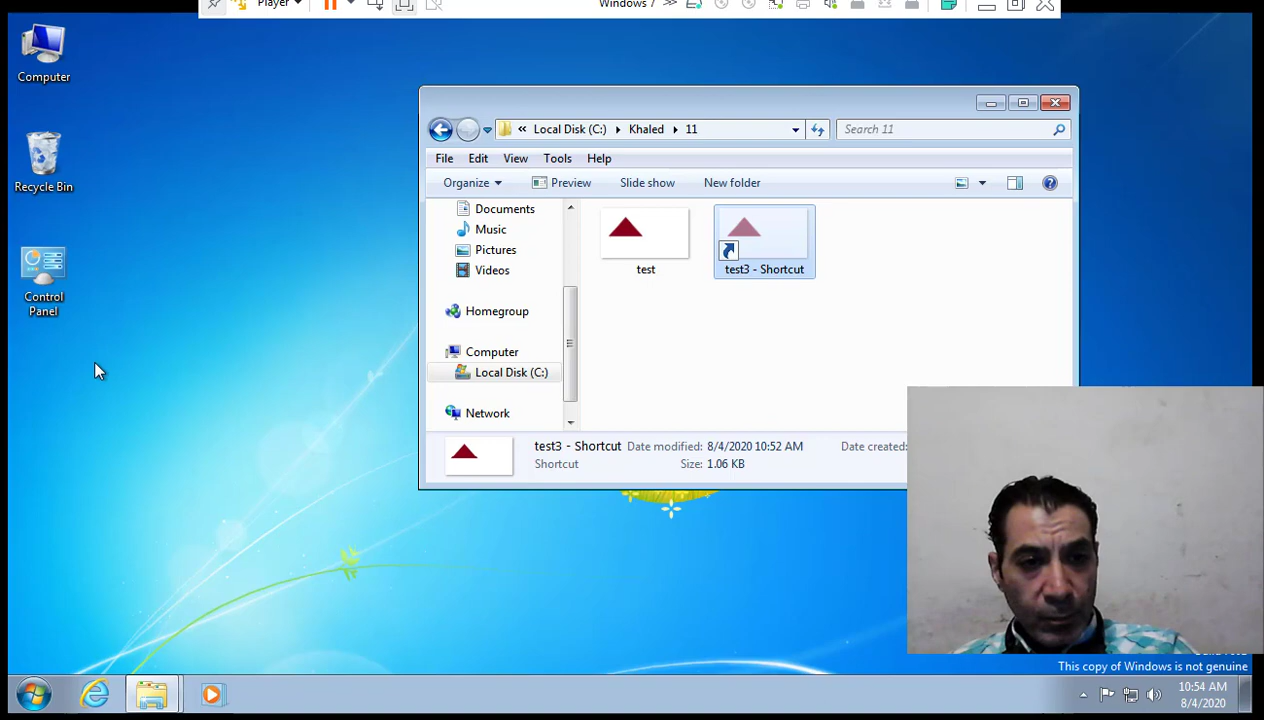 Player
Windows 7
Computer
Recycle Bin
Control
Panel
Local Disk (C:)
Khaled
11
Search 11
File
Edit
View
Tools
Help
Organize
Preview
Slide show
New folder
Documents
Music
Pictures
Videos
Homegroup
Computer
Local Disk (C:)
Network
test
test3 - Shortcut
test3 - Shortcut Date modified: 8/4/2020 10:52 AM Date created:
Shortcut Size: 1.06 KB
This copy of Windows is not genuine
10:54 AM
8/4/2020